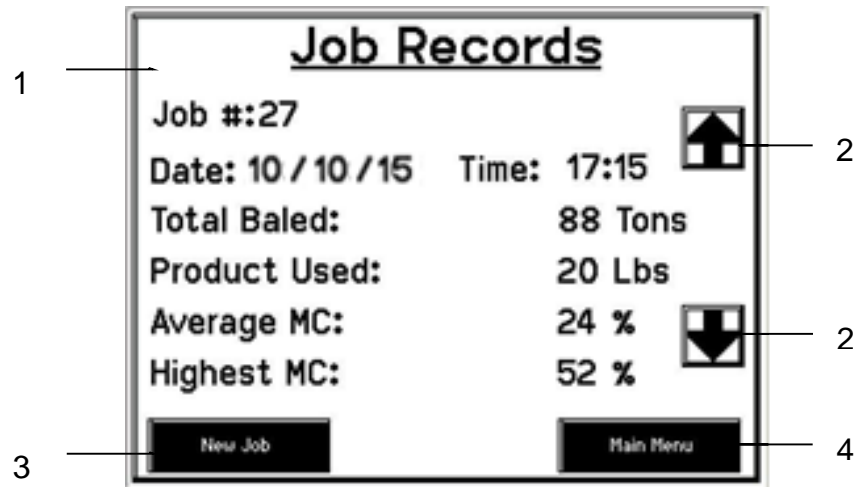 Job Records
1
Job #:27
Date: 10/10/15 Time: 17:15
2
Total Baled: 88 Tons
Product Used: 20 Lbs
Average MC: 24 %
2
Highest MC: 52 %
New Job Main Menu
3
4